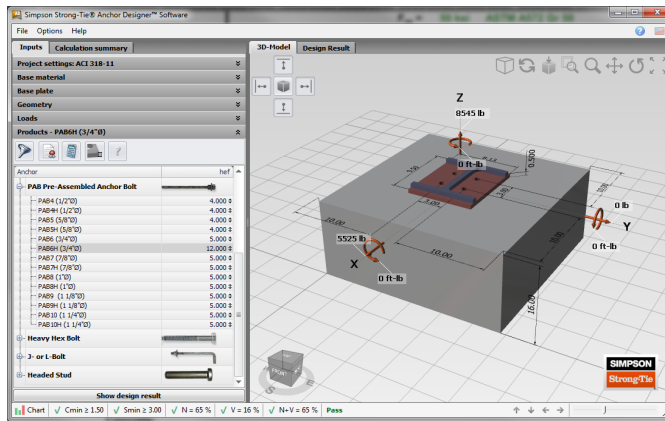 Simpson Strong-Tie® Anchor Designer™ Software
File Options Help
Inputs Calculation summary
3D-Model Design Result
Project settings: ACI 318-11
Base material
Base plate
Geometry
Loads
Products - PAB6H (3/4"Ø)
Anchor hef
PAB Pre-Assembled Anchor Bolt
PAB4 (1/2"Ø) 4.000
PAB4H (1/2"Ø) 4.000
PAB5 (5/8"Ø) 4.000
PAB5H (5/8"Ø) 4.000
PAB6 (3/4"Ø) 5.000
PAB6H (3/4"Ø) 12.000
PAB7 (7/8"Ø) 5.000
PAB7H (7/8"Ø) 5.000
PAB8 (1"Ø) 5.000
PAB8H (1"Ø) 5.000
PAB9 (1 1/8"Ø) 5.000
PAB9H (1 1/8"Ø) 5.000
PAB10 (1 1/4"Ø) 5.000
PAB10H (1 1/4"Ø) 5.000
Heavy Hex Bolt
J- or L-Bolt
Headed Stud
Show design result
Z
8545 lb
0 ft-lb
0.500
0 lb
Y
0 ft-lb
5525 lb
X
0 ft-lb
10.00
5.00
10.00
16.00
FRONT
SIMPSON
Strong-Tie
Chart √ Cmin ≥ 1.50 √ Smin ≥ 3.00 √ N = 65 % √ V = 16 % √ N+V = 65 % Pass